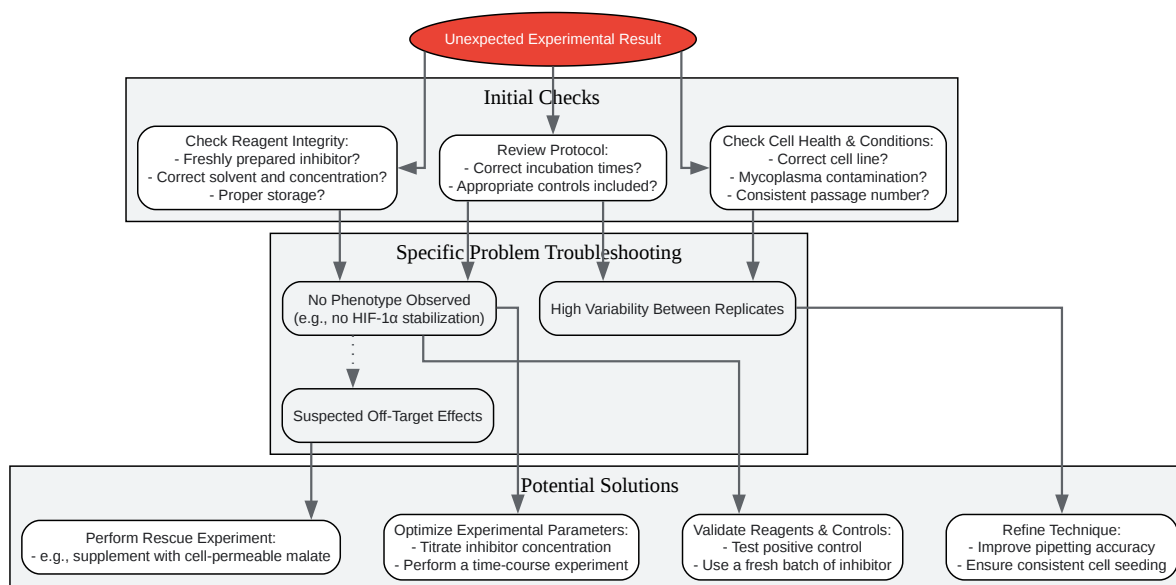 Unexpected Experimental Result
Initial Checks
Check Reagent Integrity:
- Freshly prepared inhibitor?
- Correct solvent and concentration?
- Proper storage?
Review Protocol:
- Correct incubation times?
- Appropriate controls included?
Check Cell Health & Conditions:
- Correct cell line?
- Mycoplasma contamination?
- Consistent passage number?
Specific Problem Troubleshooting
No Phenotype Observed
(e.g., no HIF-1α stabilization)
High Variability Between Replicates
Suspected Off-Target Effects
Potential Solutions
Perform Rescue Experiment:
- e.g., supplement with cell-permeable malate
Optimize Experimental Parameters:
- Titrate inhibitor concentration
- Perform a time-course experiment
Validate Reagents & Controls:
- Test positive control
- Use a fresh batch of inhibitor
Refine Technique:
- Improve pipetting accuracy
- Ensure consistent cell seeding